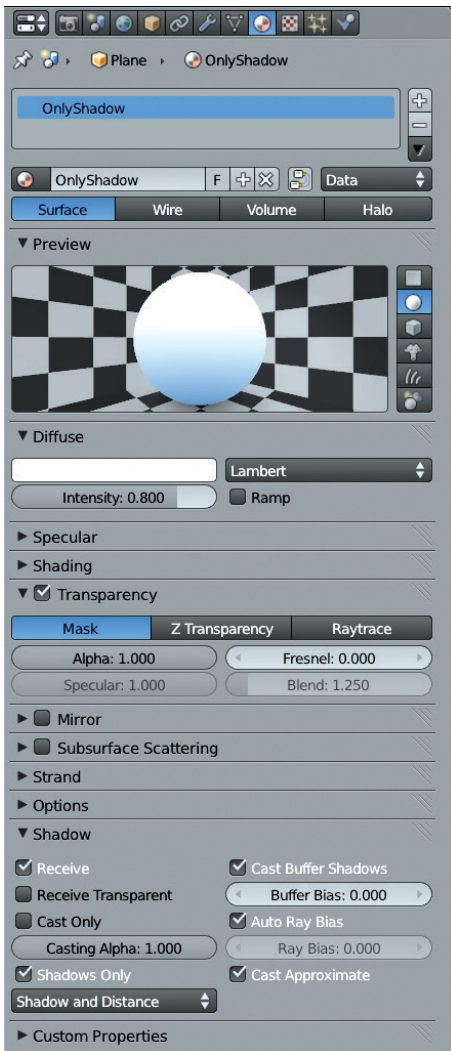 Plane OnlyShadow
OnlyShadow
OnlyShadow F Data
Surface Wire Volume Halo
Preview
Diffuse
Lambert
Intensity: 0.800 Ramp
Specular
Shading
Transparency
Mask Z Transparency Raytrace
Alpha: 1.000 Fresnel: 0.000
Specular: 1.000 Blend: 1.250
Mirror
Subsurface Scattering
Strand
Options
Shadow
Receive Cast Buffer Shadows
Receive Transparent Buffer Bias: 0.000
Cast Only Auto Ray Bias
Casting Alpha: 1.000 Ray Bias: 0.000
Shadows Only Cast Approximate
Shadow and Distance
Custom Properties